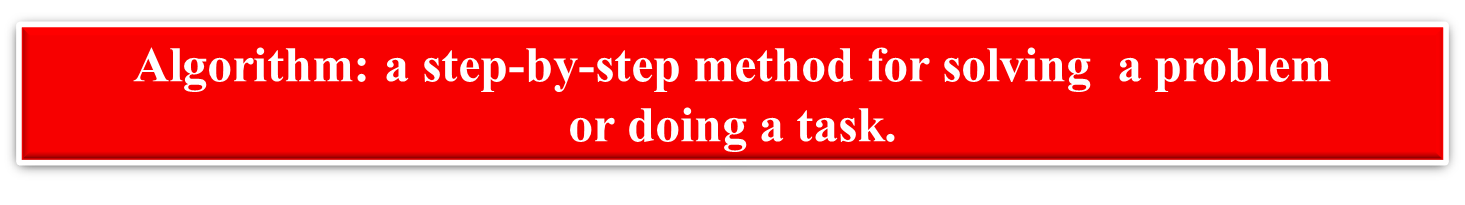 Algorithm: a step-by-step method for solving  a problem
or doing a task.